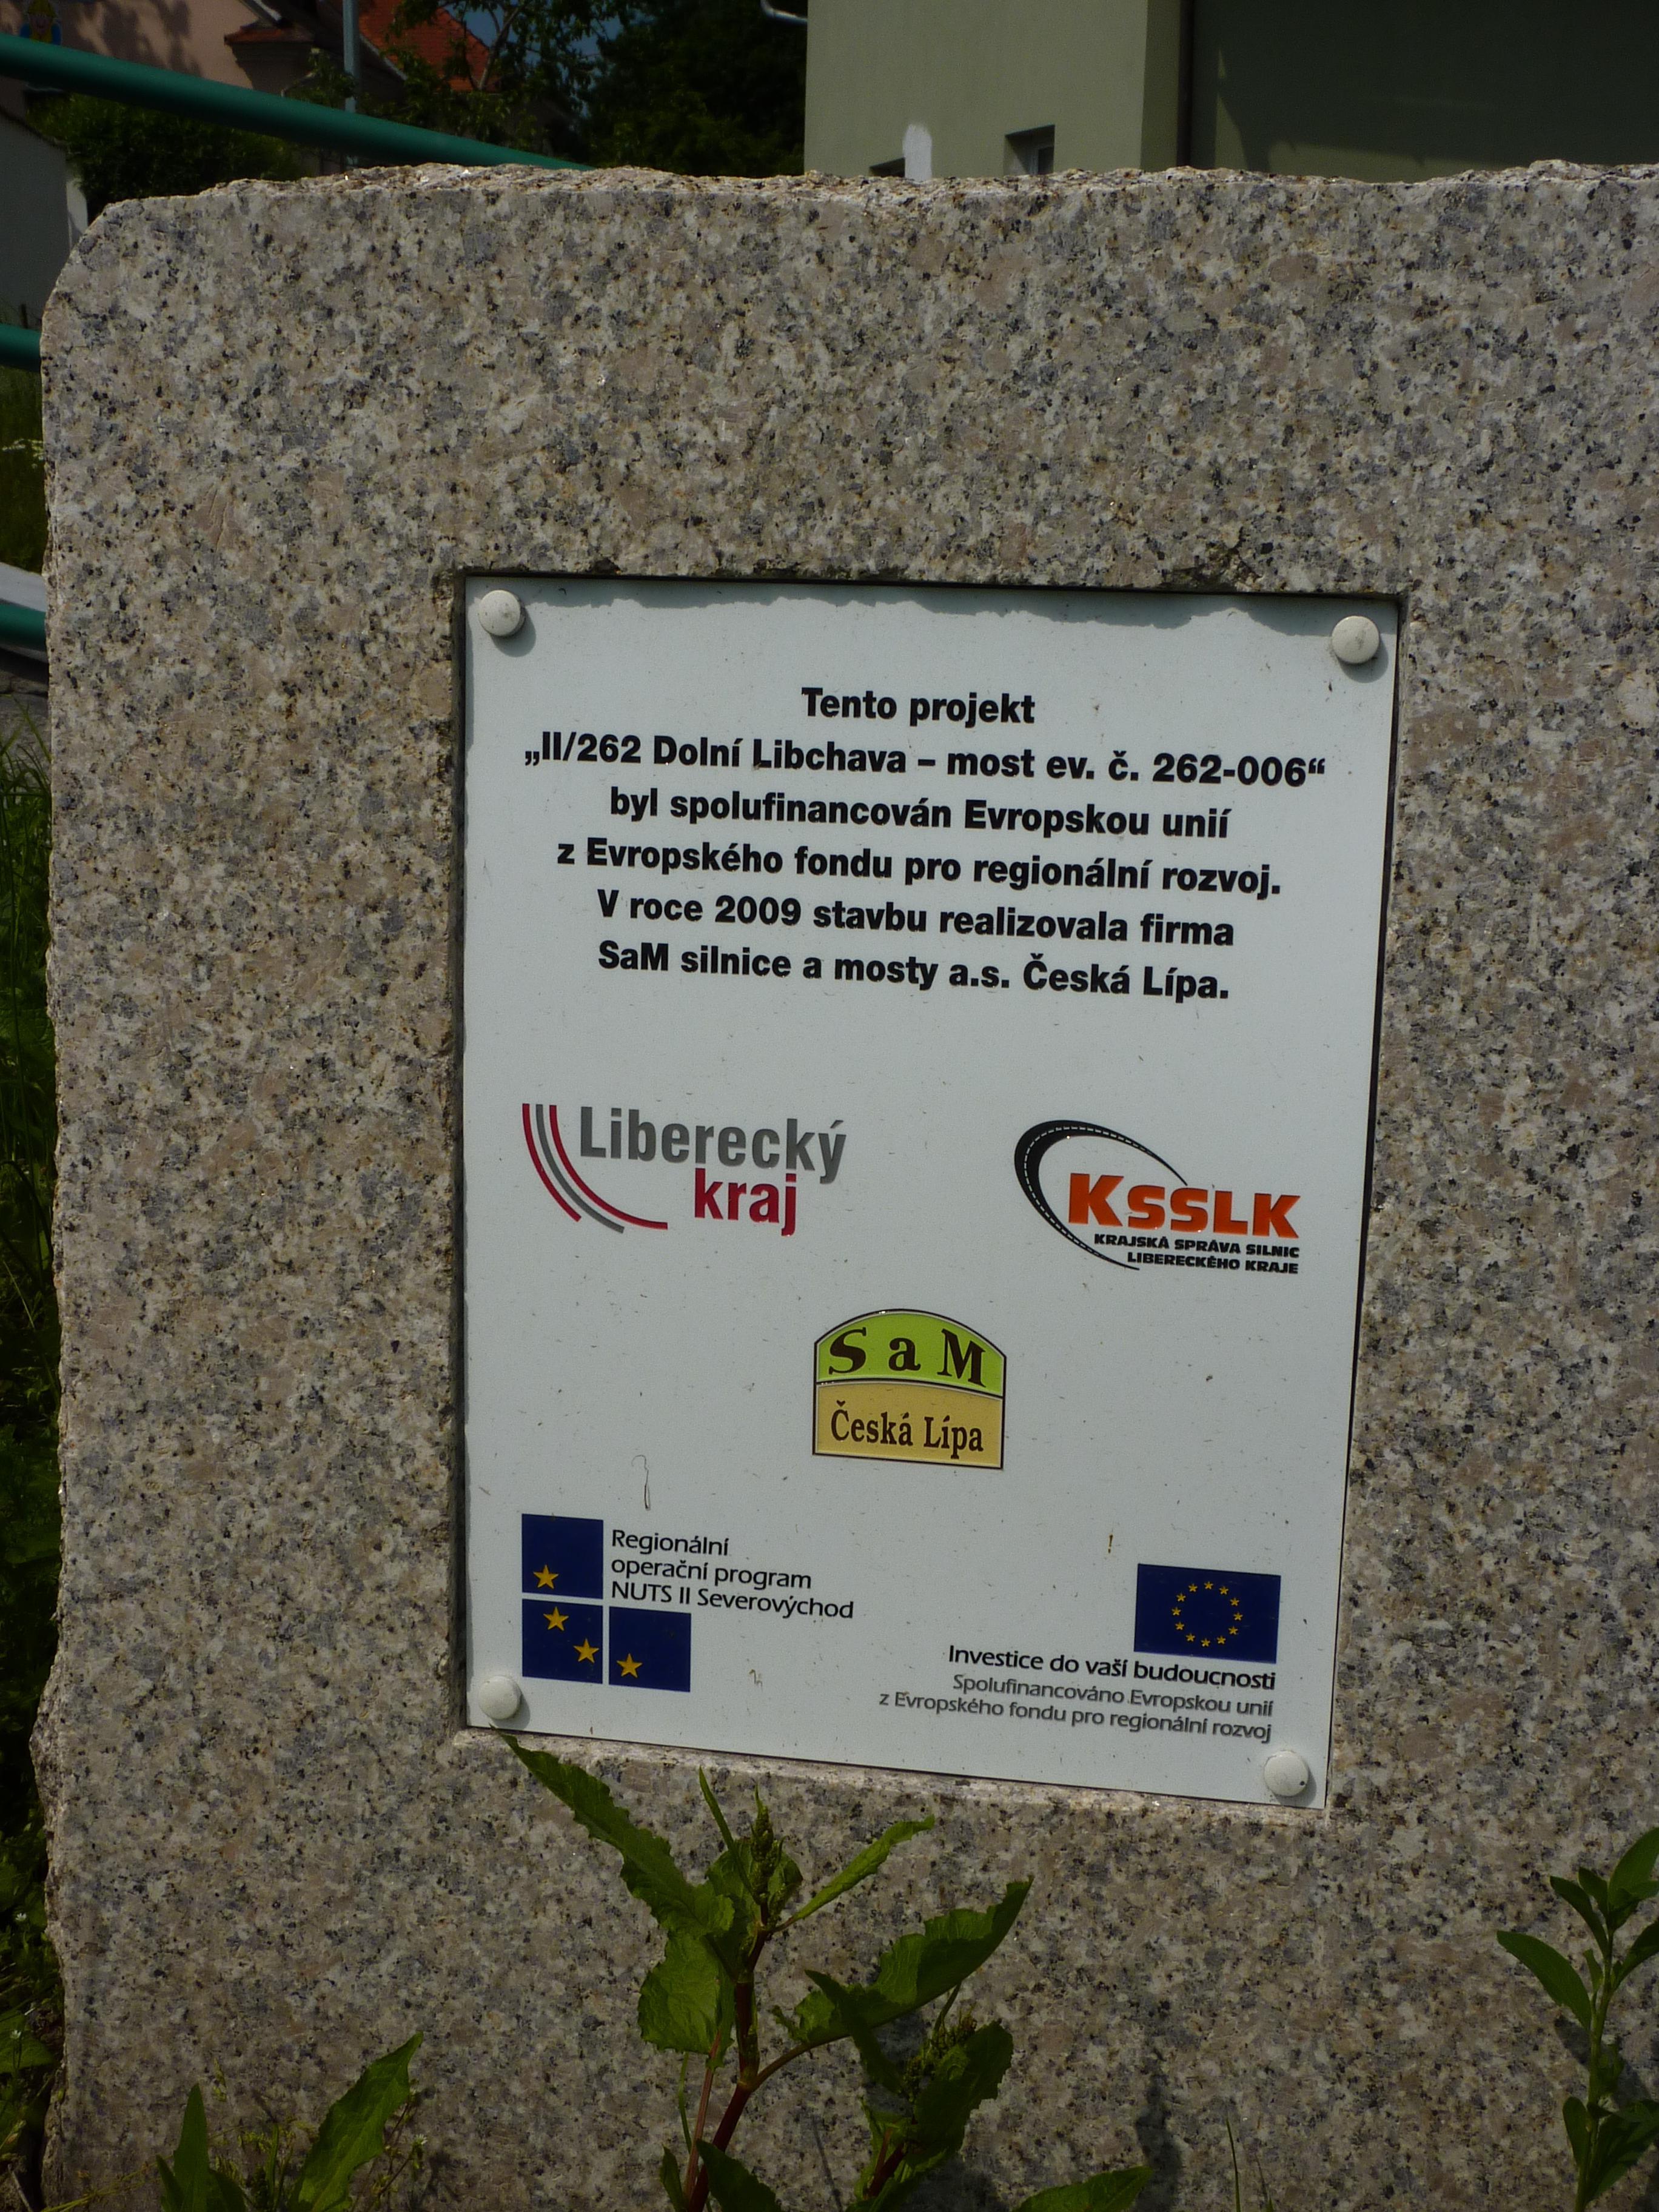 Tento projekt
„II/262 Dolní Libchava – most ev. č. 262-006“
byl spolufinancován Evropskou unií
z Evropského fondu pro regionální rozvoj.
V roce 2009 stavbu realizovala firma
SaM silnice a mosty a.s. Česká Lípa.
Liberecký
kraj
KSSLK
KRAJSKÁ SPRÁVA SILNIC
LIBERECKÉHO KRAJE
SaM
Česká Lípa
Regionální
operační program
NUTS II Severovýchod
Investice do vaší budoucnosti
Spolufinancováno Evropskou unií
z Evropského fondu pro regionální rozvoj